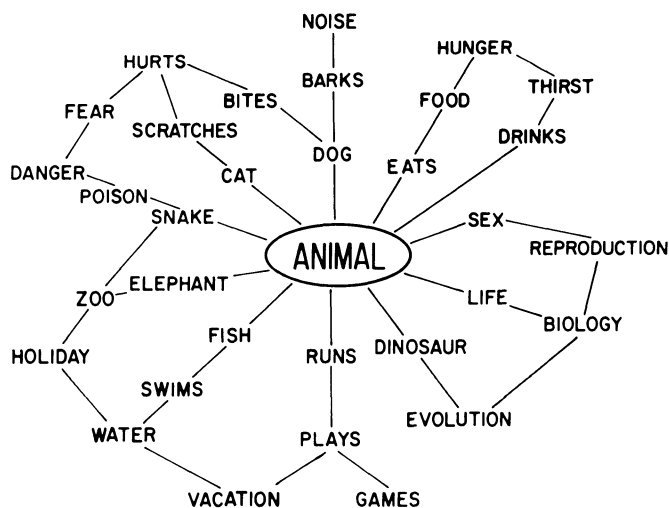 NOISE
HUNGER
HURTS
BARKS
THIRST
BITES
FOOD
FEAR
SCRATCHES
DRINKS
DOG
EATS
DANGER
CAT
POISON
SNAKE
SEX
REPRODUCTION
ANIMAL
ELEPHANT
ZOO
LIFE
BIOLOGY
FISH
DINOSAUR
HOLIDAY
RUNS
SWIMS
EVOLUTION
WATER
PLAYS
VACATION
GAMES